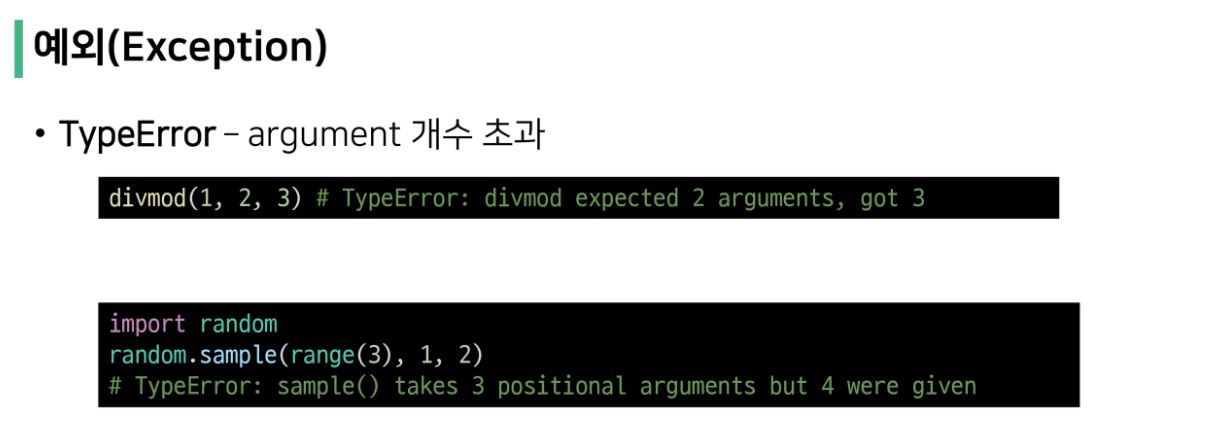 예외(Exception)
• TypeError – argument 개수 초과
divmod(1, 2, 3) # TypeError: divmod expected 2 arguments, got 3
import random
random.sample(range(3), 1, 2)
# TypeError: sample() takes 3 positional arguments but 4 were given